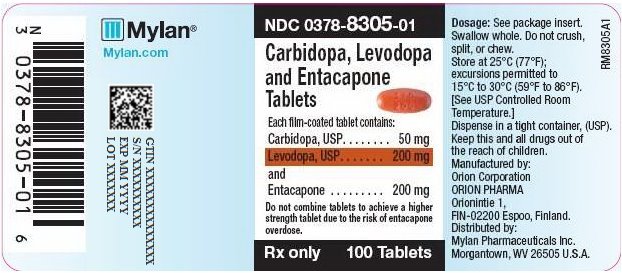 N
3 0378-8305-01 6
Mylan®
Mylan.com
GTIN XXXXXXXXXXXXXX
S/N XXXXXXXXXX
EXP MM YYYY
LOT XXXXXXX
NDC 0378-8305-01
Carbidopa, Levodopa
and Entacapone
Tablets
Each film-coated tablet contains:
Carbidopa, USP........ 50 mg
Levodopa, USP....... 200 mg
and
Entacapone ......... 200 mg
Do not combine tablets to achieve a higher
strength tablet due to the risk of entacapone
overdose.
Rx only 100 Tablets
Dosage: See package insert.
Swallow whole. Do not crush,
split, or chew.
Store at 25°C (77°F);
excursions permitted to
15°C to 30°C (59°F to 86°F).
[See USP Controlled Room
Temperature.]
Dispense in a tight container, (USP).
Keep this and all drugs out of
the reach of children.
Manufactured by:
Orion Corporation
ORION PHARMA
Orionintie 1,
FIN-02200 Espoo, Finland.
Distributed by:
Mylan Pharmaceuticals Inc.
Morgantown, WV 26505 U.S.A.
RM8305A1